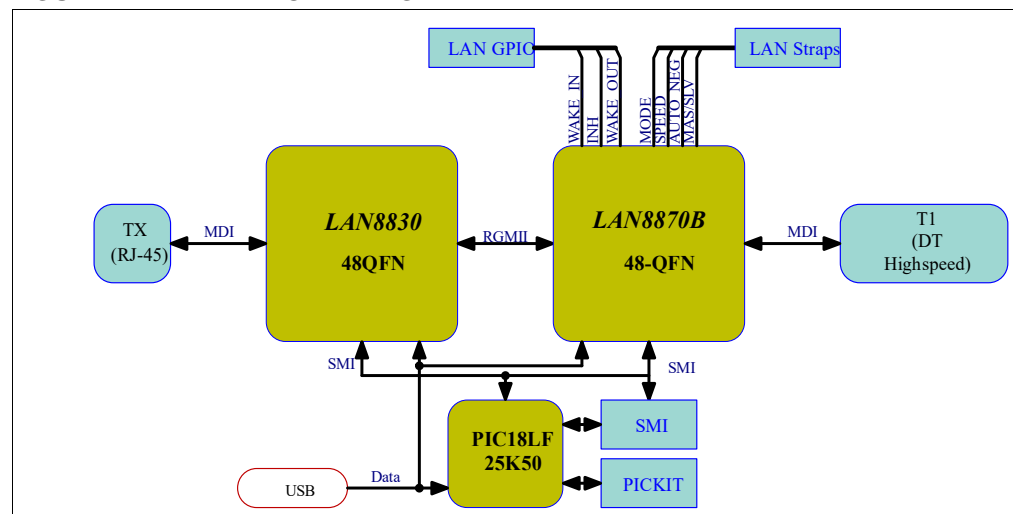 LAN GPIO
LAN Straps
WAKE IN
INH
WAKE OUT
MODE
SPEED
AUTO NEG
MAS/SLV
LAN8830
48QFN
LAN8870B
48-QFN
TX
(RJ-45)
MDI
RGMII
MDI
T1
(DT
Highspeed)
SMI
SMI
PIC18LF
25K50
SMI
PICKIT
USB
Data